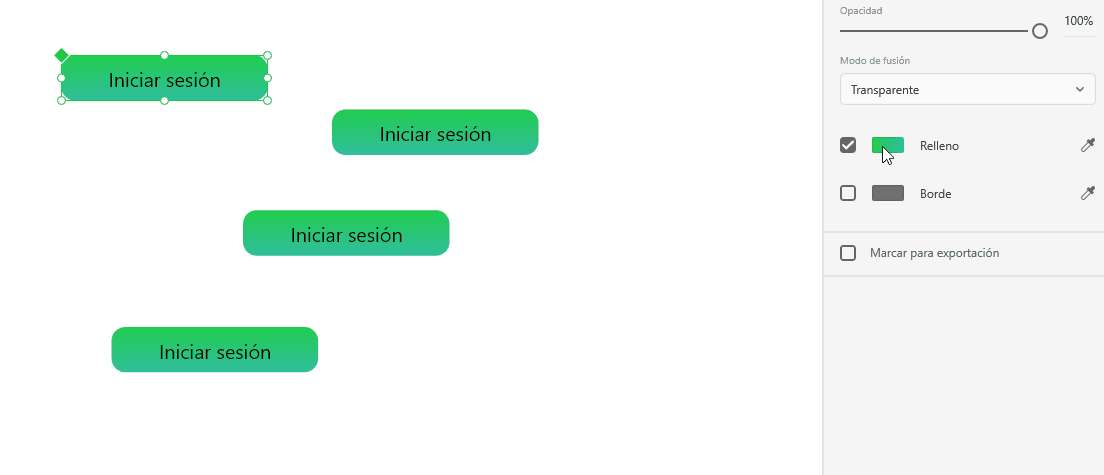 Iniciar sesión
Iniciar sesión
Iniciar sesión
Iniciar sesión
Opacidad
100%
Modo de fusión
Transparente
Relleno
Borde
Marcar para exportación